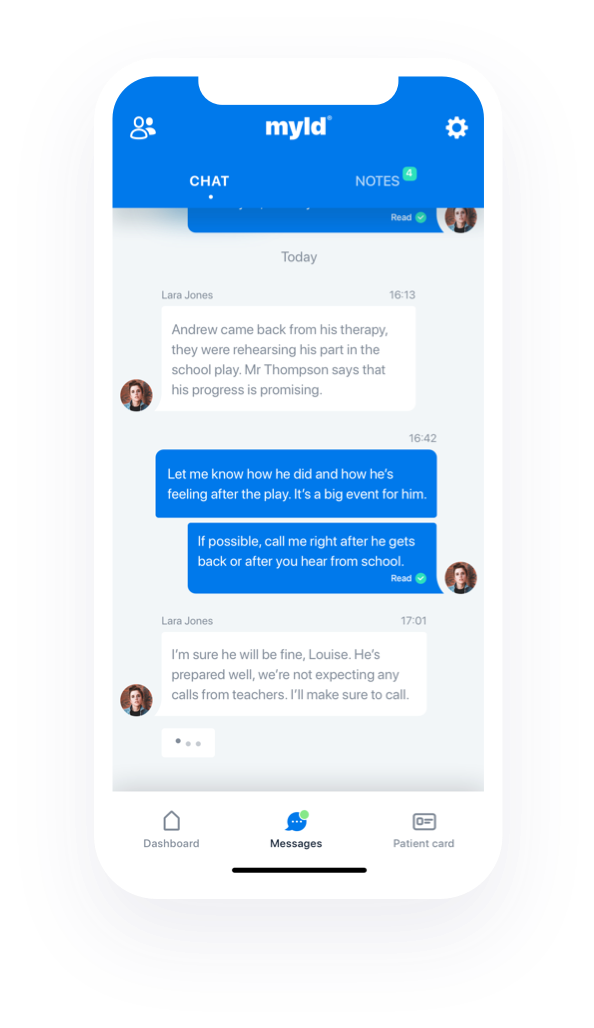 myld
CHAT
NOTES 4
Read
Today
Lara Jones 16:13
Andrew came back from his therapy,
they were rehearsing his part in the
school play. Mr Thompson says that
his progress is promising.
16:42
Let me know how he did and how he's
feeling after the play. It's a big event for him.
If possible, call me right after he gets
back or after you hear from school.
Read
Lara Jones 17:01
I'm sure he will be fine, Louise. He's
prepared well, we're not expecting any
calls from teachers. I'll make sure to call.
Dashboard
Messages
Patient card